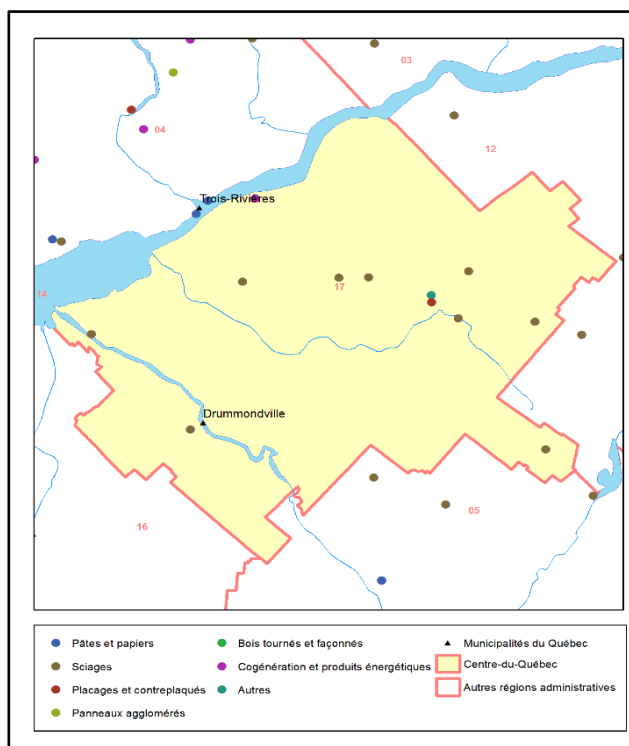 03
04
12
Trois-Rivières
14
17
Drummondville
16
05
Pâtes et papiers
Sciages
Placages et contreplaqués
Panneaux agglomérés
Bois tournés et façonnés
Cogénération et produits énergétiques
Autres
Municipalités du Québec
Centre-du-Québec
Autres régions administratives